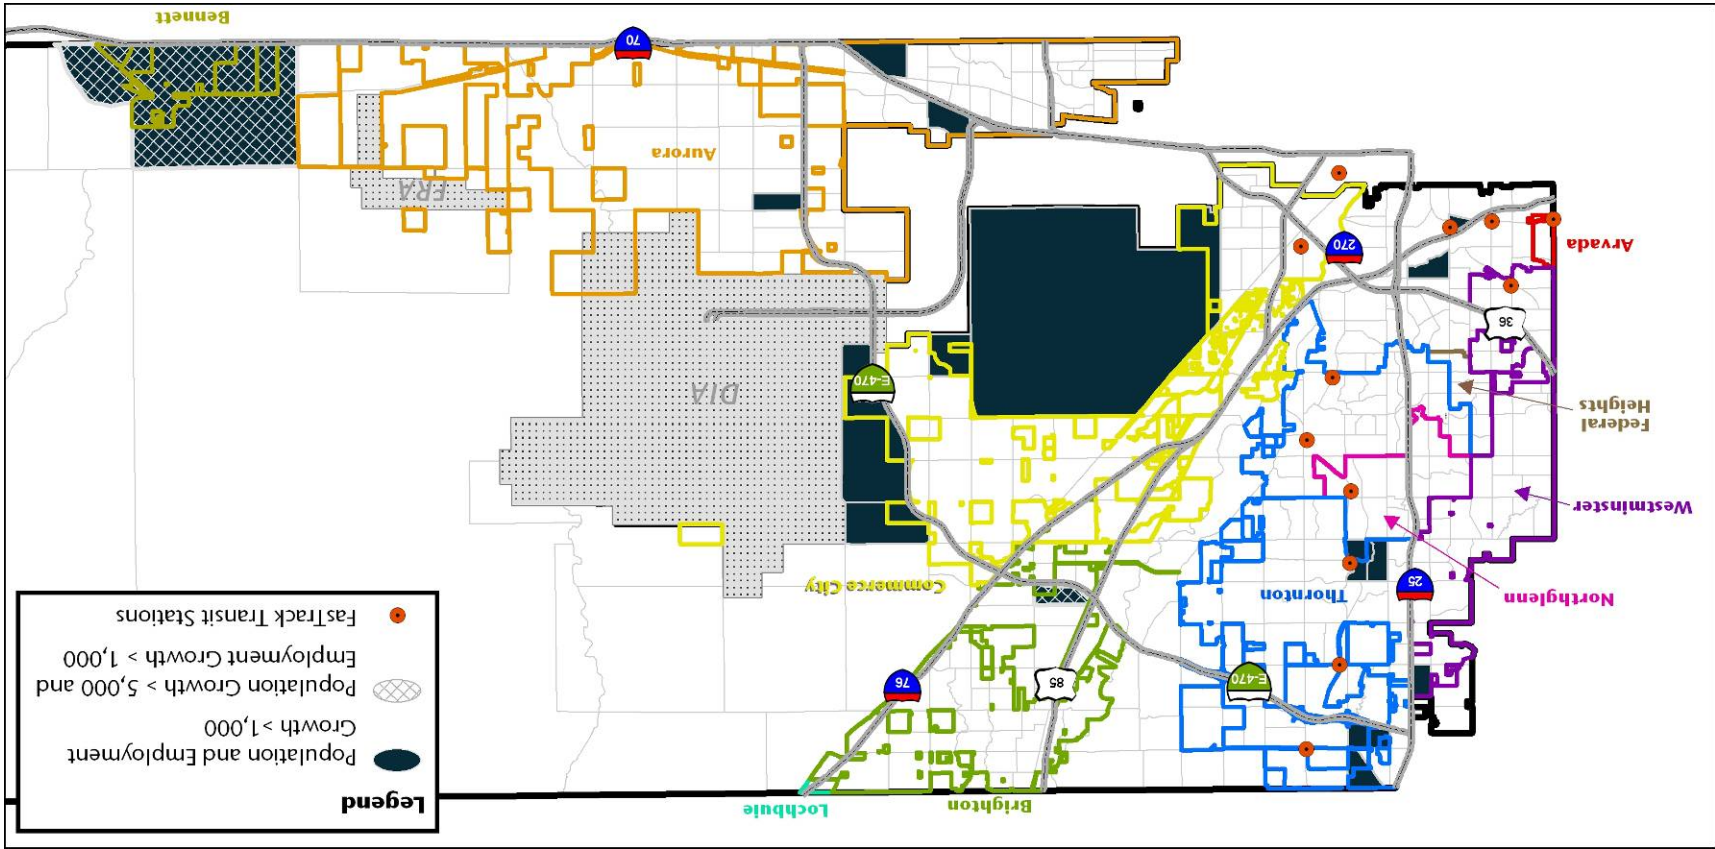 Legend
Population and Employment
Growth >1,000
Population Growth > 5,000 and
Employment Growth > 1,000
FasTrack Transit Stations
Lochbuie
Brighton
76
85
E-470
Thornton
25
Northglenn
Westminster
Commerce City
Federal
Heights
DIA
E-470
36
Arvada
270
FRA
Aurora
70
Bennett